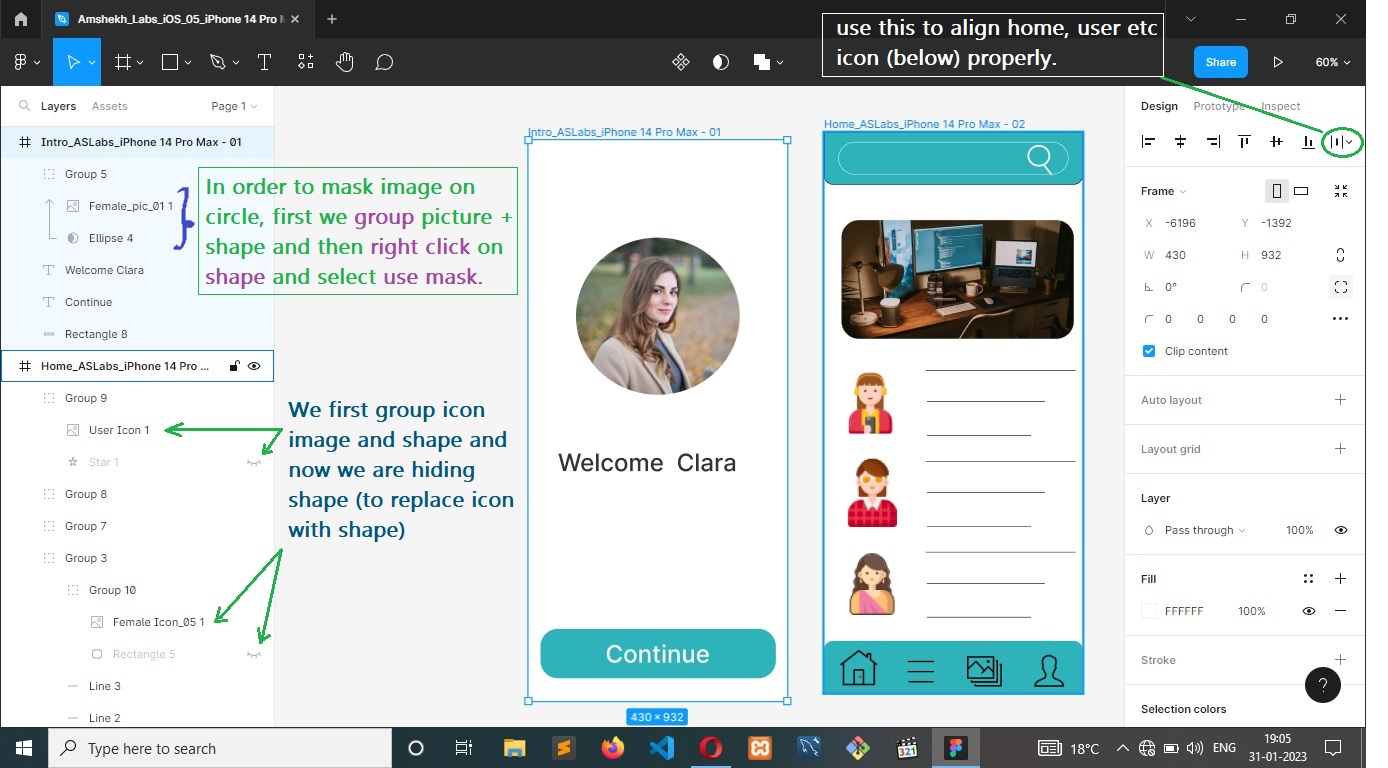 Amshekh_Labs_iOS_05_iPhone 14 Pro M
use this to align home, user etc
icon (below) properly.
Share
60%
Layers
Assets
Page 1
Design
Prototype
Inspect
Intro_ASLabs_iPhone 14 Pro Max - 01
Group 5
Female_pic_01 1
Ellipse 4
Welcome Clara
Continue
Rectangle 8
Home_ASLabs_iPhone 14 Pro ...
Group 9
User Icon 1
Star 1
Group 8
Group 7
Group 3
Group 10
Female Icon_05 1
Rectangle 5
Line 3
Line 2
In order to mask image on
circle, first we group picture +
shape and then right click on
shape and select use mask.
We first group icon
image and shape and
now we are hiding
shape (to replace icon
with shape)
Intro_ASLabs_iPhone 14 Pro Max - 01
Welcome Clara
Continue
430 × 932
Home_ASLabs_iPhone 14 Pro Max - 02
Frame
X -6196 Y -1392
W 430 H 932
0° 0
0 0 0 0
Clip content
Auto layout
Layout grid
Layer
Pass through 100%
Fill
FFFFFF 100%
Stroke
?
Selection colors
Type here to search
321
18°C
ENG
19:05
31-01-2023